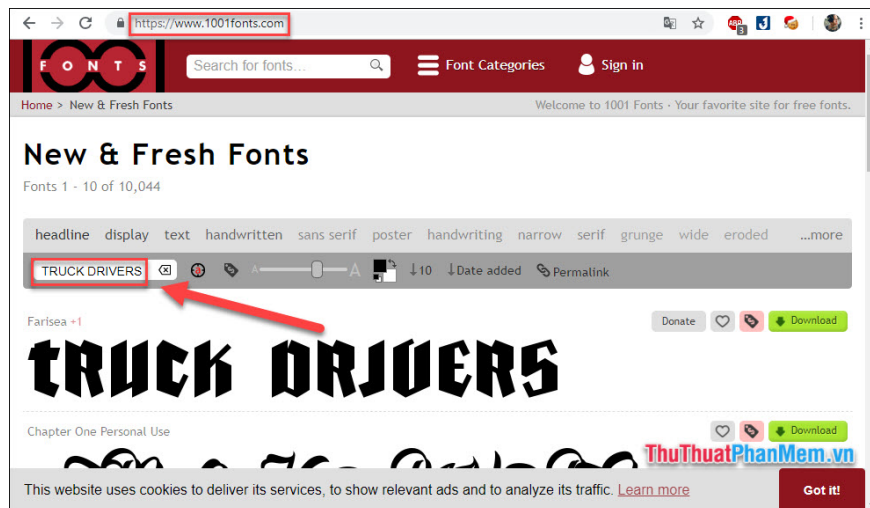 https://www.1001fonts.com
ABP
3
FONTS
Search for fonts...
Font Categories
Sign in
Home > New & Fresh Fonts
Welcome to 1001 Fonts · Your favorite site for free fonts.
New & Fresh Fonts
Fonts 1 - 10 of 10,044
headline display text handwritten sans serif poster handwriting narrow serif grunge wide eroded ...more
TRUCK DRIVERS
A A ↓10 ↓Date added Permalink
Farisea +1
Donate
Download
TRUCK DRIVERS
Chapter One Personal Use
Download
ThuThuatPhanMem.vn
This website uses cookies to deliver its services, to show relevant ads and to analyze its traffic. Learn more
Got it!